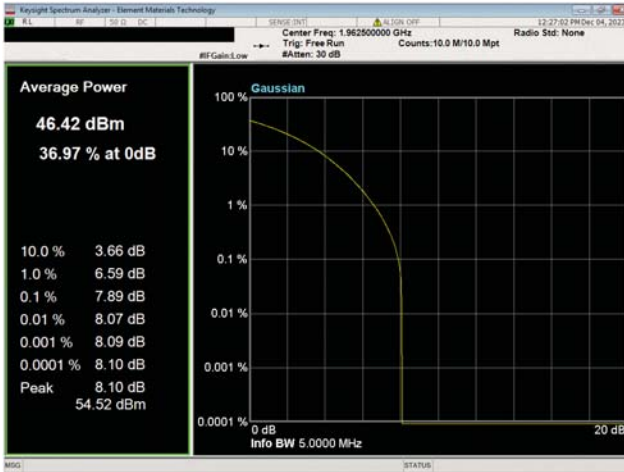 Keysight Spectrum Analyzer - Element Materials Technology
RL RF 50 Ω DC SENSE:INT ALIGN OFF 12:27:02 PM Dec 04, 2023
Center Freq: 1.962500000 GHz Radio Std: None
Trig: Free Run Counts:10.0 M/10.0 Mpt
#IFGain:Low #Atten: 30 dB
Average Power
46.42 dBm
36.97 % at 0dB
10.0 % 3.66 dB
1.0 % 6.59 dB
0.1 % 7.89 dB
0.01 % 8.07 dB
0.001 % 8.09 dB
0.0001 % 8.10 dB
Peak 8.10 dB
54.52 dBm
Gaussian
100 %
10 %
1 %
0.1 %
0.01 %
0.001 %
0.0001 %
0 dB 20 dB
Info BW 5.0000 MHz
MSG STATUS